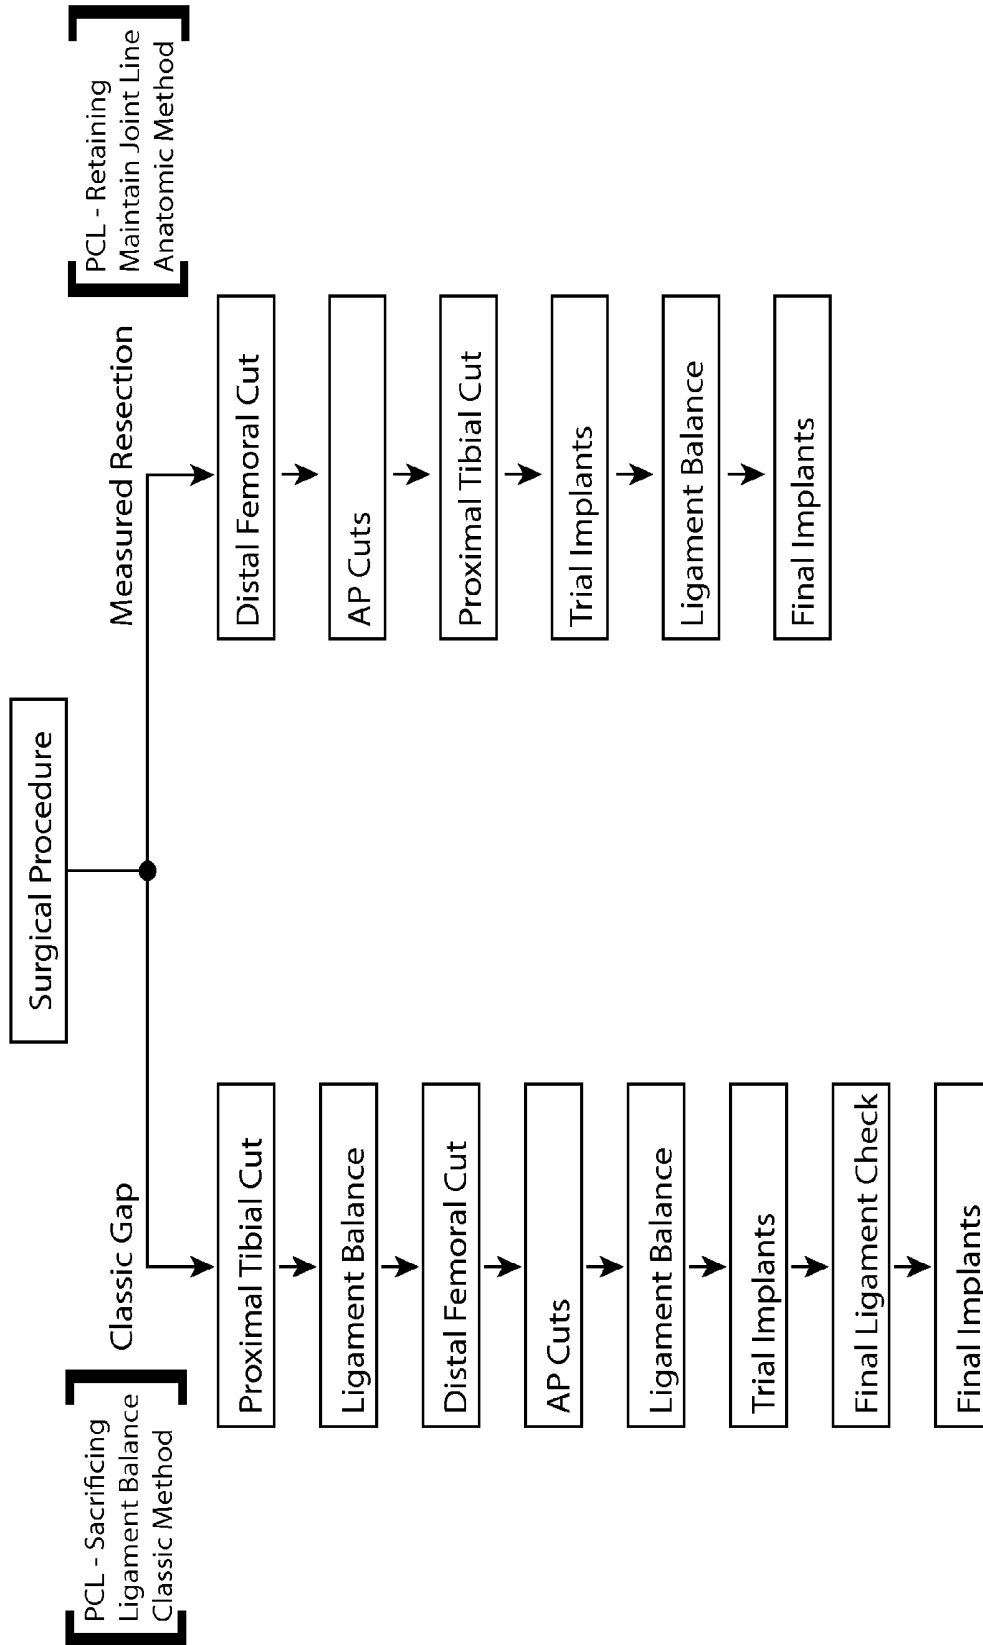 Surgical Procedure
PCL - Sacrificing
Ligament Balance
Classic Method
Classic Gap
Proximal Tibial Cut
Ligament Balance
Distal Femoral Cut
AP Cuts
Ligament Balance
Trial Implants
Final Ligament Check
Final Implants
Measured Resection
PCL - Retaining
Maintain Joint Line
Anatomic Method
Distal Femoral Cut
AP Cuts
Proximal Tibial Cut
Trial Implants
Ligament Balance
Final Implants